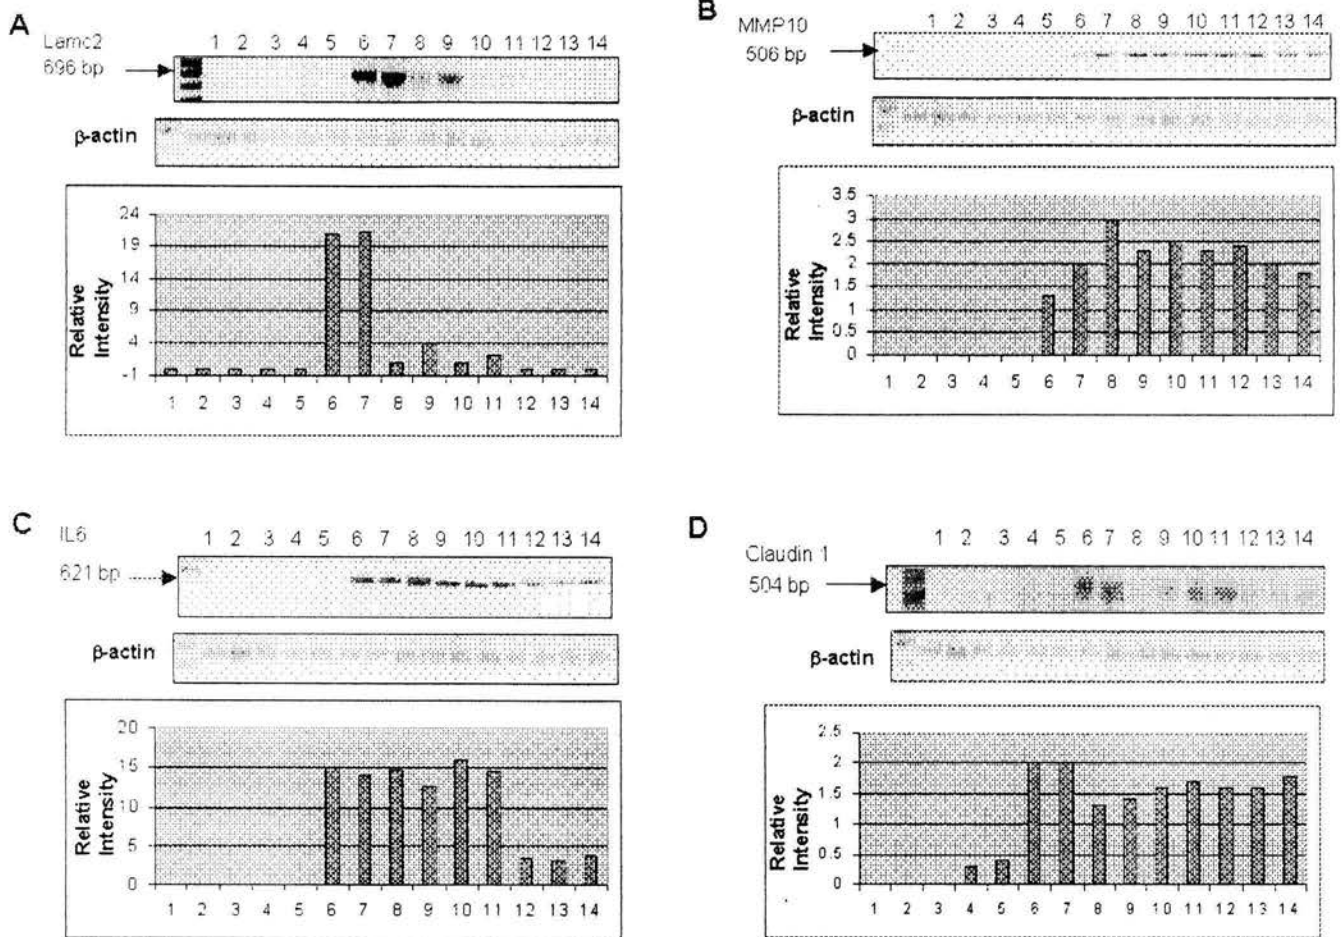 A
Lamc2 1 2 3 4 5 6 7 8 9 10 11 12 13 14
696 bp
β-actin
24
19
14
9
4
-1
Relative Intensity
1 2 3 4 5 6 7 8 9 10 11 12 13 14
B
MMP10 1 2 3 4 5 6 7 8 9 10 11 12 13 14
506 bp
β-actin
3.5
3
2.5
2
1.5
1
0.5
0
Relative Intensity
1 2 3 4 5 6 7 8 9 10 11 12 13 14
C
IL6 1 2 3 4 5 6 7 8 9 10 11 12 13 14
621 bp
β-actin
20
15
10
5
0
Relative Intensity
1 2 3 4 5 6 7 8 9 10 11 12 13 14
D
Claudin 1 1 2 3 4 5 6 7 8 9 10 11 12 13 14
504 bp
β-actin
2.5
2
1.5
1
0.5
0
Relative Intensity
1 2 3 4 5 6 7 8 9 10 11 12 13 14